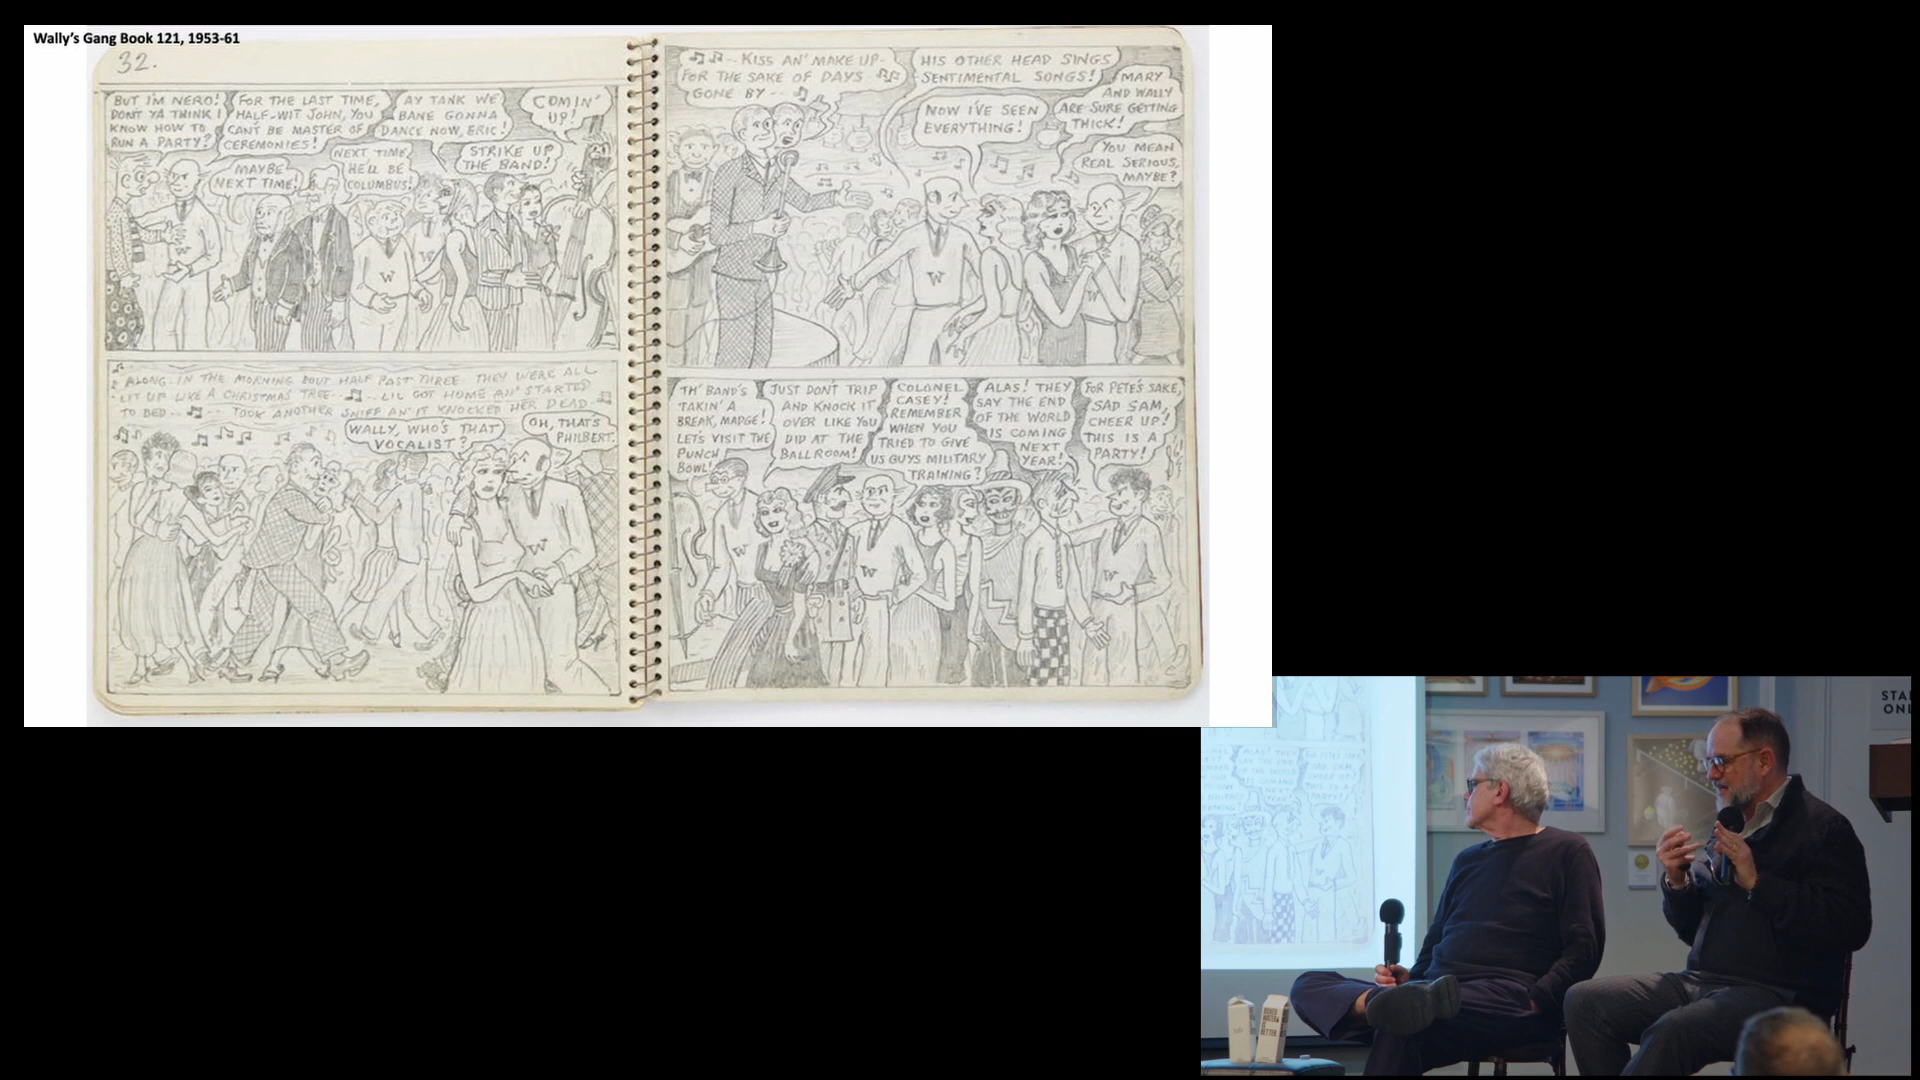 Wally's Gang Book 121, 1953-61
32.
BUT I'M NERO!
DON'T YA THINK I
KNOW HOW TO
RUN A PARTY?
FOR THE LAST TIME,
HALF-WIT JOHN, YOU
CAN'T BE MASTER OF
CEREMONIES!
AY TANK WE
BANE GONNA
DANCE NOW, ERIC!
COMIN'
UP!
MAYBE
NEXT TIME!
NEXT TIME
HE'LL BE
COLUMBUS!
STRIKE UP
THE BAND!
W
W
W
ALONG IN THE MORNING BOUT HALF PAST THREE - THEY WERE ALL
LIT UP LIKE A CHRISTMAS TREE - LIL GOT HOME AN' STARTED
TO BED - TOOK ANOTHER SNIFF AN' IT KNOCKED HER DEAD
WALLY, WHO'S THAT
VOCALIST?
OH, THAT'S
PHILBERT.
W
-- KISS AN' MAKE UP -
FOR THE SAKE OF DAYS
GONE BY --
HIS OTHER HEAD SINGS
SENTIMENTAL SONGS!
NOW I'VE SEEN
EVERYTHING!
MARY
AND WALLY
ARE SURE GETTING
THICK!
YOU MEAN
REAL SERIOUS,
MAYBE?
W
W
TH' BAND'S
TAKIN' A
BREAK, MADGE!
LET'S VISIT THE
PUNCH
BOWL!
JUST DON'T TRIP
AND KNOCK IT
OVER LIKE YOU
DID AT THE
BALLROOM!
COLONEL
CASEY!
REMEMBER
WHEN YOU
TRIED TO GIVE
US GUYS MILITARY
TRAINING?
ALAS! THEY
SAY THE END
OF THE WORLD
IS COMING
NEXT
YEAR!
FOR PETE'S SAKE,
SAD SAM,
CHEER UP!
THIS IS A
PARTY!
W
W
W
BOXED
WATER
IS
BETTER